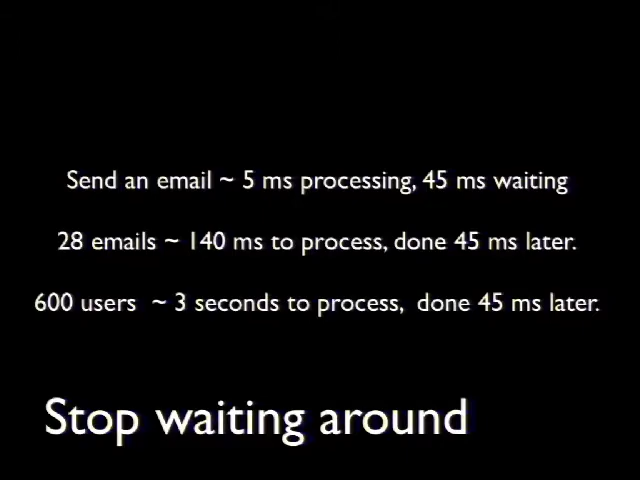 Send an email ~ 5 ms processing, 45 ms waiting
28 emails ~ 140 ms to process, done 45 ms later.
600 users ~ 3 seconds to process, done 45 ms later.
Stop waiting around